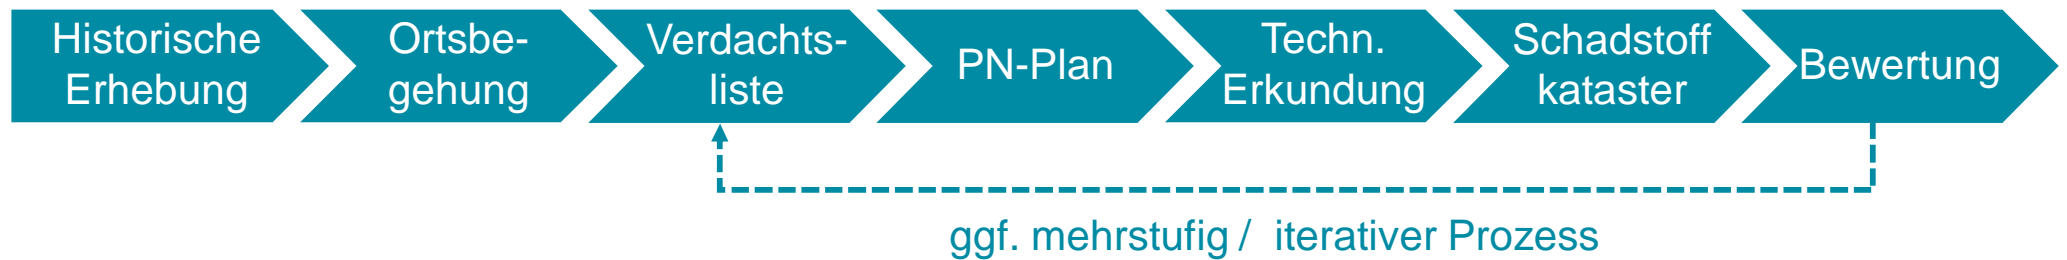 Historische
Erhebung
Ortsbe-
gehung
Verdachts-
liste
PN-Plan
Techn.
Erkundung
Schadstoff
kataster
Bewertung
ggf. mehrstufig / iterativer Prozess